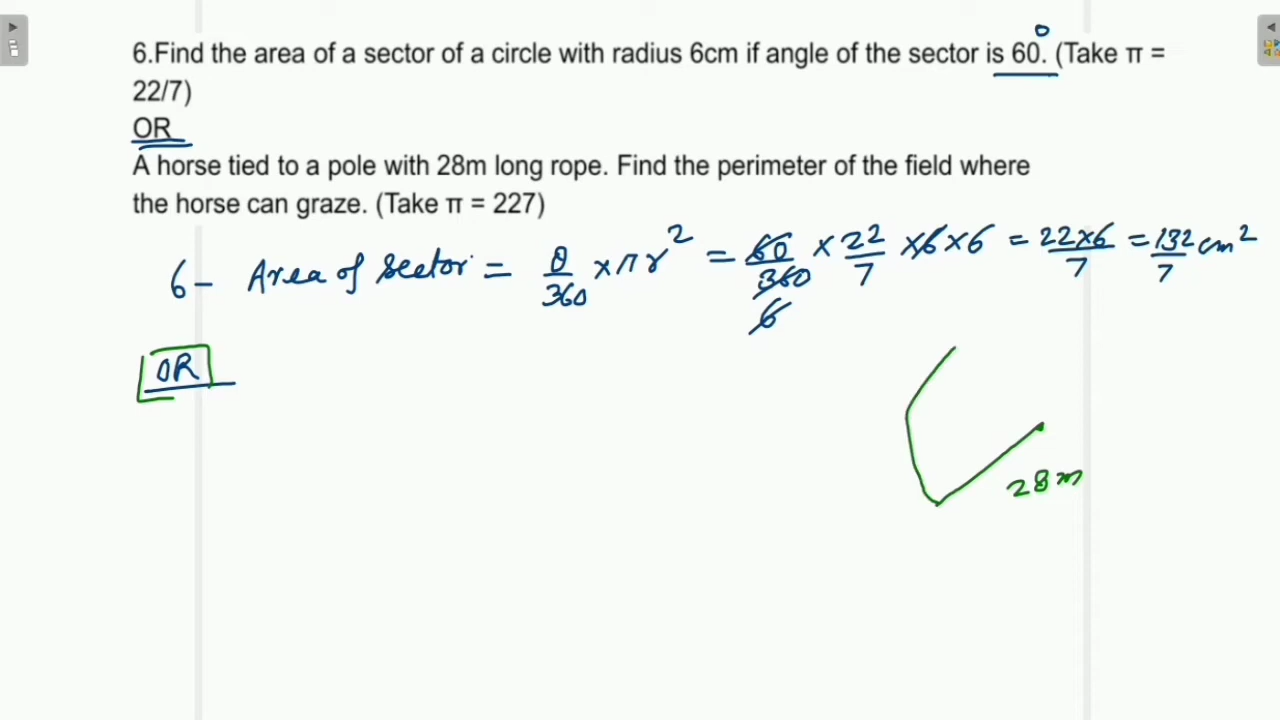 6.Find the area of a sector of a circle with radius 6cm if angle of the sector is 60°. (Take π =
22/7)
OR
A horse tied to a pole with 28m long rope. Find the perimeter of the field where
the horse can graze. (Take π = 227)
6- Area of sector = θ/360 × πr² = 60/360 × 22/7 × 6 × 6 = 22×6/7 = 132/7 cm²
6
OR
28m